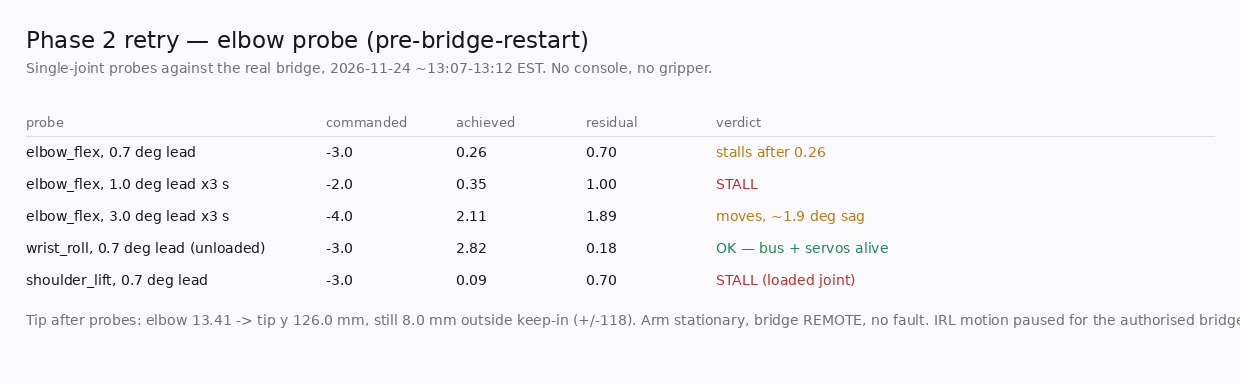 Phase 2 retry — elbow probe (pre-bridge-restart)
Single-joint probes against the real bridge, 2026-11-24 ~13:07-13:12 EST. No console, no gripper.
probe commanded achieved residual verdict
elbow_flex, 0.7 deg lead -3.0 0.26 0.70 stalls after 0.26
elbow_flex, 1.0 deg lead x3 s -2.0 0.35 1.00 STALL
elbow_flex, 3.0 deg lead x3 s -4.0 2.11 1.89 moves, ~1.9 deg sag
wrist_roll, 0.7 deg lead (unloaded) -3.0 2.82 0.18 OK — bus + servos alive
shoulder_lift, 0.7 deg lead -3.0 0.09 0.70 STALL (loaded joint)
Tip after probes: elbow 13.41 -> tip y 126.0 mm, still 8.0 mm outside keep-in (+/-118). Arm stationary, bridge REMOTE, no fault. IRL motion paused for the authorised bridge